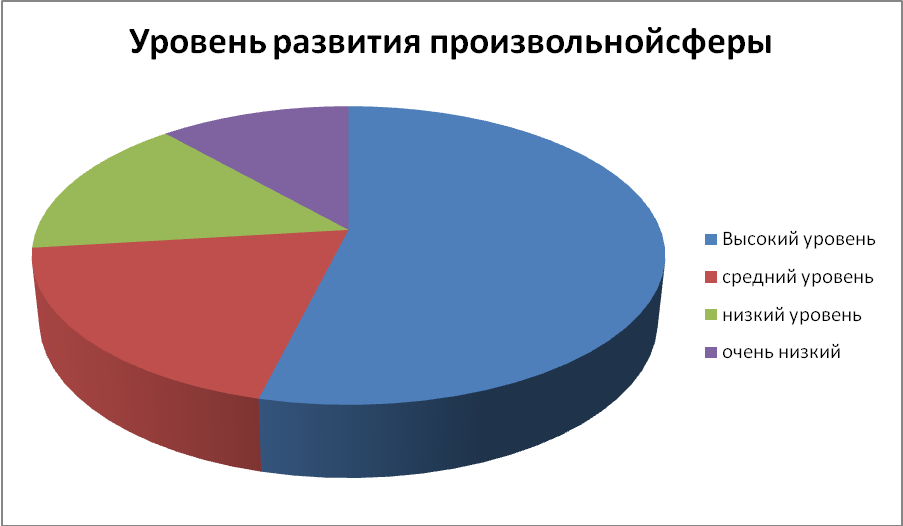 Уровень развития произвольнойсферы
Высокий уровень
средний уровень
низкий уровень
очень низкий